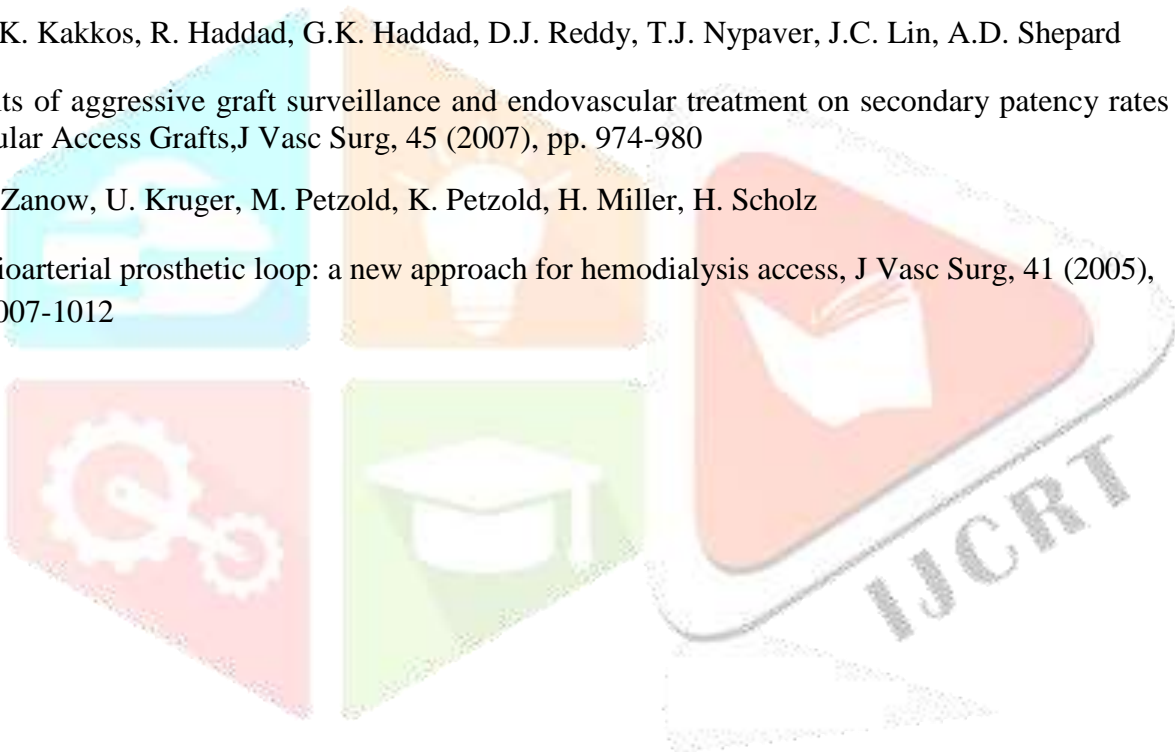 K. Kakkos, R. Haddad, G.K. Haddad, D.J. Reddy, T.J. Nypaver, J.C. Lin, A.D. Shepard
ts of aggressive graft surveillance and endovascular treatment on secondary patency rates
ular Access Grafts,J Vasc Surg, 45 (2007), pp. 974-980
Zanow, U. Kruger, M. Petzold, K. Petzold, H. Miller, H. Scholz
ioarterial prosthetic loop: a new approach for hemodialysis access, J Vasc Surg, 41 (2005),
007-1012
IJCRT